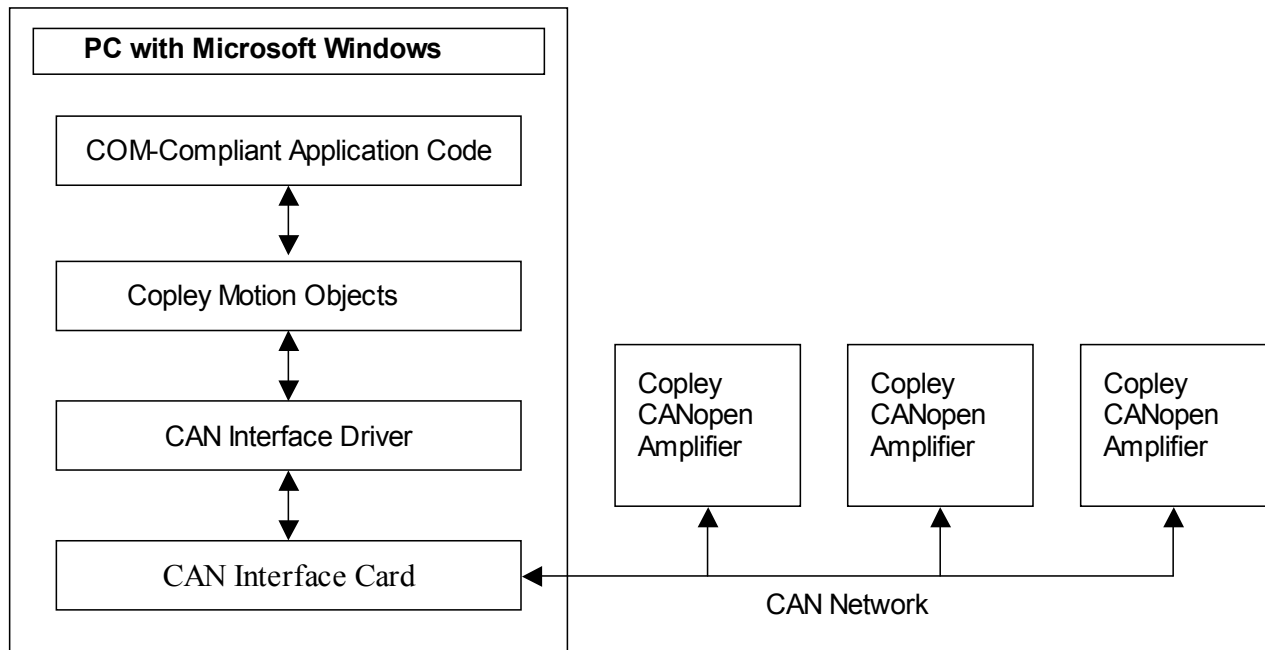 PC with Microsoft Windows
COM-Compliant Application Code
Copley Motion Objects
CAN Interface Driver
CAN Interface Card
Copley
CANopen
Amplifier
Copley
CANopen
Amplifier
Copley
CANopen
Amplifier
CAN Network